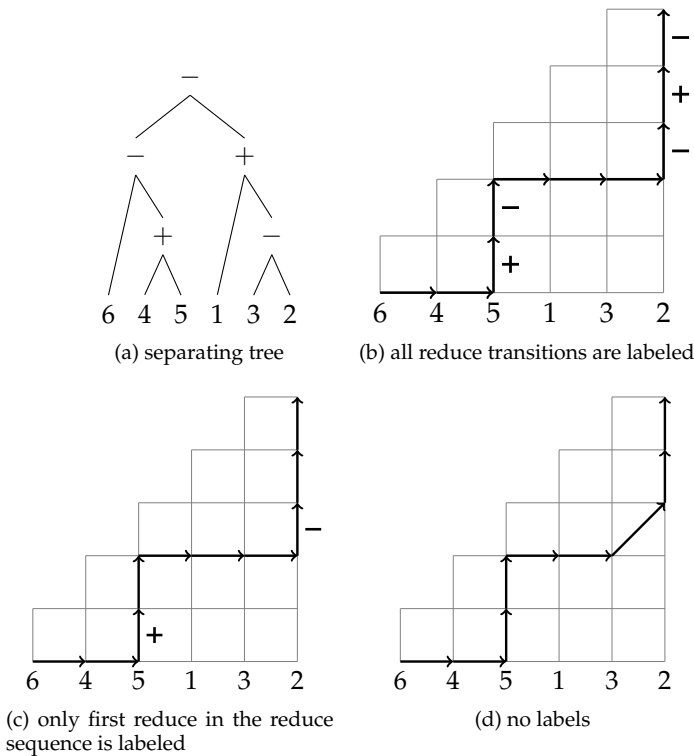 −
− +
+ −
6 4 5 1 3 2
(a) separating tree
−
+
−
−
+
6 4 5 1 3 2
(b) all reduce transitions are labeled
−
+
6 4 5 1 3 2
(c) only first reduce in the reduce
sequence is labeled
6 4 5 1 3 2
(d) no labels